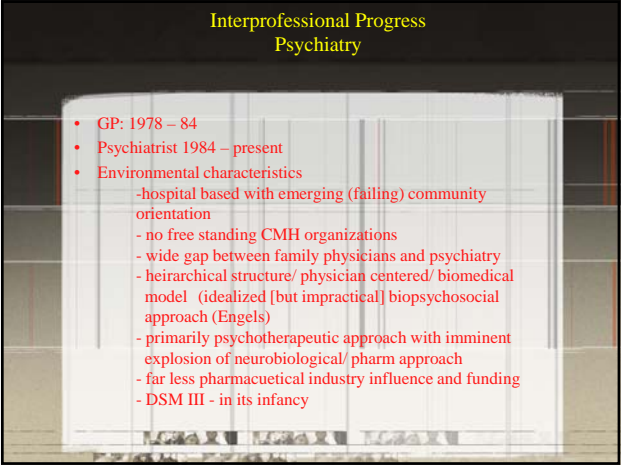 Interprofessional Progress
Psychiatry
• GP: 1978 – 84
• Psychiatrist 1984 – present
• Environmental characteristics
-hospital based with emerging (failing) community
orientation
- no free standing CMH organizations
- wide gap between family physicians and psychiatry
- heirarchical structure/ physician centered/ biomedical
model (idealized [but impractical] biopsychosocial
approach (Engels)
- primarily psychotherapeutic approach with imminent
explosion of neurobiological/ pharm approach
- far less pharmacuetical industry influence and funding
- DSM III - in its infancy